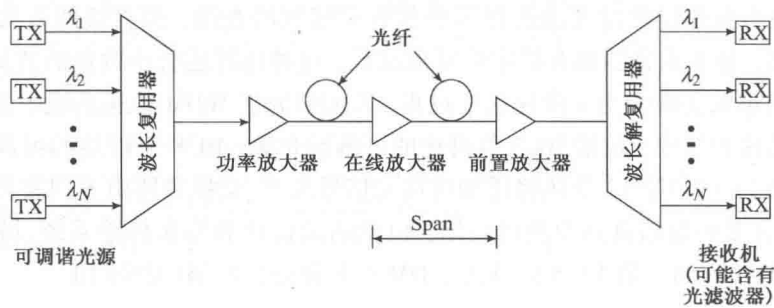 TX
λ1
TX
λ2
TX
λN
可调谐光源
波长复用器
光纤
功率放大器
在线放大器
前置放大器
Span
波长解复用器
λ1
RX
λ2
RX
λN
RX
接收机
(可能含有
光滤波器)